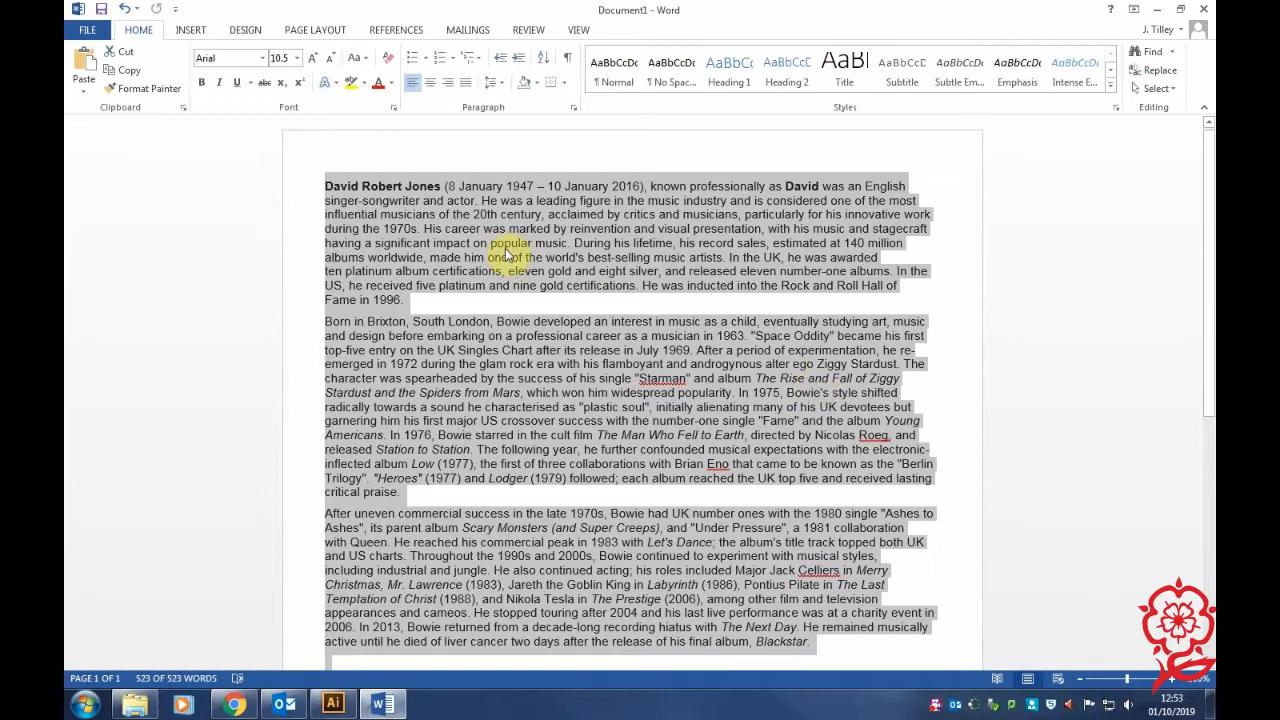 Document1 - Word
FILE HOME INSERT DESIGN PAGE LAYOUT REFERENCES MAILINGS REVIEW VIEW
J. Tilley
Paste
Cut
Copy
Format Painter
Clipboard
Arial 10.5
Font
Paragraph
AaBbCcDc AaBbCcDc AaBbCc AaBbCcC AaBl AaBbCcD AaBbCcDc AaBbCcDc AaBbCcDc
¶ Normal ¶ No Spac... Heading 1 Heading 2 Title Subtitle Subtle Em... Emphasis Intense E...
Styles
Find
Replace
Select
Editing
David Robert Jones (8 January 1947 – 10 January 2016), known professionally as David was an English
singer-songwriter and actor. He was a leading figure in the music industry and is considered one of the most
influential musicians of the 20th century, acclaimed by critics and musicians, particularly for his innovative work
during the 1970s. His career was marked by reinvention and visual presentation, with his music and stagecraft
having a significant impact on popular music. During his lifetime, his record sales, estimated at 140 million
albums worldwide, made him one of the world's best-selling music artists. In the UK, he was awarded
ten platinum album certifications, eleven gold and eight silver, and released eleven number-one albums. In the
US, he received five platinum and nine gold certifications. He was inducted into the Rock and Roll Hall of
Fame in 1996.
Born in Brixton, South London, Bowie developed an interest in music as a child, eventually studying art, music
and design before embarking on a professional career as a musician in 1963. "Space Oddity" became his first
top-five entry on the UK Singles Chart after its release in July 1969. After a period of experimentation, he re-
emerged in 1972 during the glam rock era with his flamboyant and androgynous alter ego Ziggy Stardust. The
character was spearheaded by the success of his single "Starman" and album The Rise and Fall of Ziggy
Stardust and the Spiders from Mars, which won him widespread popularity. In 1975, Bowie's style shifted
radically towards a sound he characterised as "plastic soul", initially alienating many of his UK devotees but
garnering him his first major US crossover success with the number-one single "Fame" and the album Young
Americans. In 1976, Bowie starred in the cult film The Man Who Fell to Earth, directed by Nicolas Roeg, and
released Station to Station. The following year, he further confounded musical expectations with the electronic-
inflected album Low (1977), the first of three collaborations with Brian Eno that came to be known as the "Berlin
Trilogy". "Heroes" (1977) and Lodger (1979) followed; each album reached the UK top five and received lasting
critical praise.
After uneven commercial success in the late 1970s, Bowie had UK number ones with the 1980 single "Ashes to
Ashes", its parent album Scary Monsters (and Super Creeps), and "Under Pressure", a 1981 collaboration
with Queen. He reached his commercial peak in 1983 with Let's Dance; the album's title track topped both UK
and US charts. Throughout the 1990s and 2000s, Bowie continued to experiment with musical styles,
including industrial and jungle. He also continued acting; his roles included Major Jack Celliers in Merry
Christmas, Mr. Lawrence (1983), Jareth the Goblin King in Labyrinth (1986), Pontius Pilate in The Last
Temptation of Christ (1988), and Nikola Tesla in The Prestige (2006), among other film and television
appearances and cameos. He stopped touring after 2004 and his last live performance was at a charity event in
2006. In 2013, Bowie returned from a decade-long recording hiatus with The Next Day. He remained musically
active until he died of liver cancer two days after the release of his final album, Blackstar.
PAGE 1 OF 1 523 OF 523 WORDS
12:53
01/10/2019